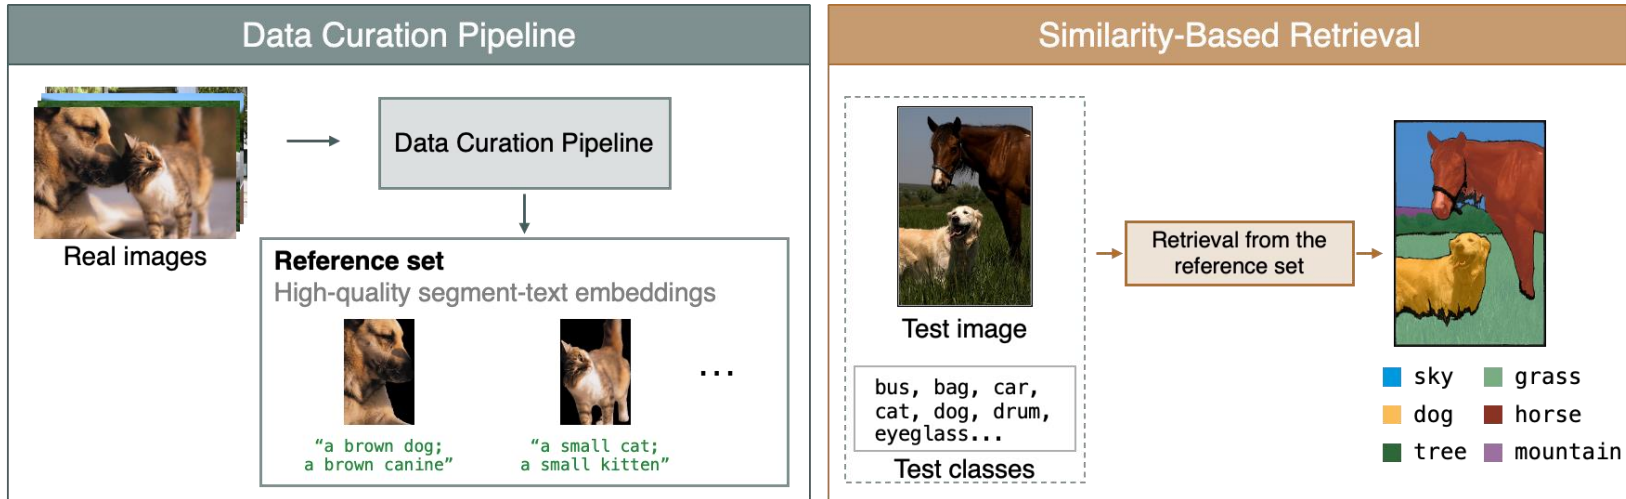 Data Curation Pipeline
Real images
Data Curation Pipeline
Reference set
High-quality segment-text embeddings
...
“a brown dog;
a brown canine”
“a small cat;
a small kitten”
Similarity-Based Retrieval
Test image
bus, bag, car,
cat, dog, drum,
eyeglass...
Test classes
Retrieval from the
reference set
sky
grass
dog
horse
tree
mountain